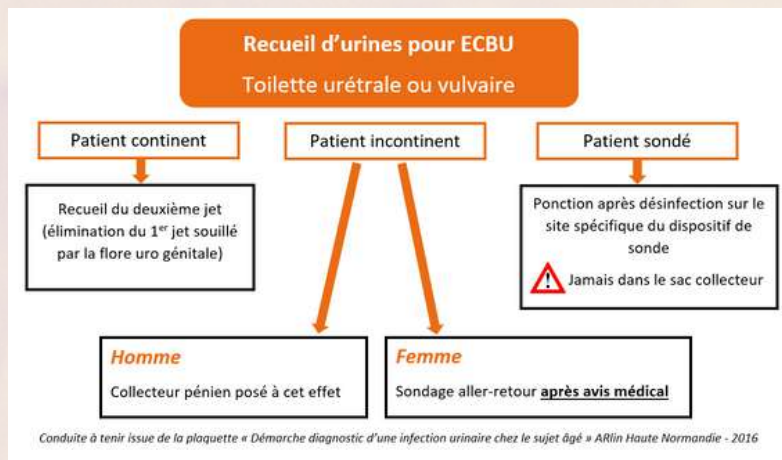 Recueil d'urines pour ECBU
Toilette urétrale ou vulvaire
Patient continent
Patient incontinent
Patient sondé
Recueil du deuxième jet
(élimination du 1er jet souillé
par la flore uro génitale)
Ponction après désinfection sur le
site spécifique du dispositif de
sonde
Jamais dans le sac collecteur
Homme
Collecteur pénien posé à cet effet
Femme
Sondage aller-retour après avis médical
Conduite à tenir issue de la plaquette « Démarche diagnostic d'une infection urinaire chez le sujet âgé » ARlin Haute Normandie - 2016